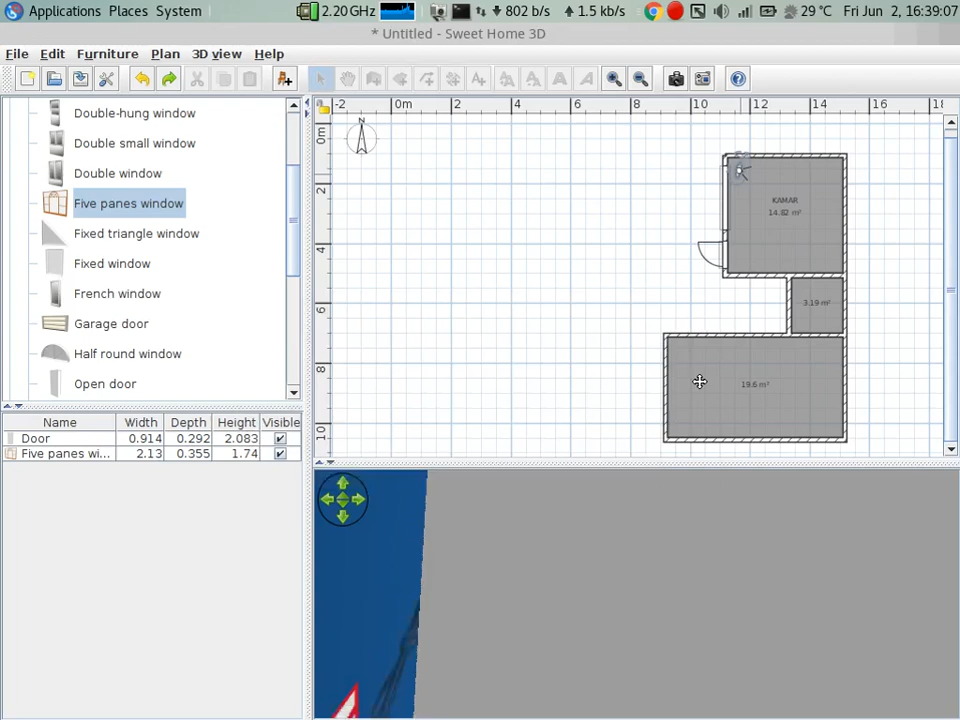 Applications Places System 2.20 GHz 802 b/s 1.5 kb/s 29 °C Fri Jun 2, 16:39:07
* Untitled - Sweet Home 3D
File Edit Furniture Plan 3D view Help
Double-hung window
Double small window
Double window
Five panes window
Fixed triangle window
Fixed window
French window
Garage door
Half round window
Open door
Name Width Depth Height Visible
Door 0.914 0.292 2.083
Five panes wi... 2.13 0.355 1.74
-2 0m 2 4 6 8 10 12 14 16 18
0m
2
4
6
8
10
N
KAMAR
14.82 m²
3.19 m²
19.6 m²